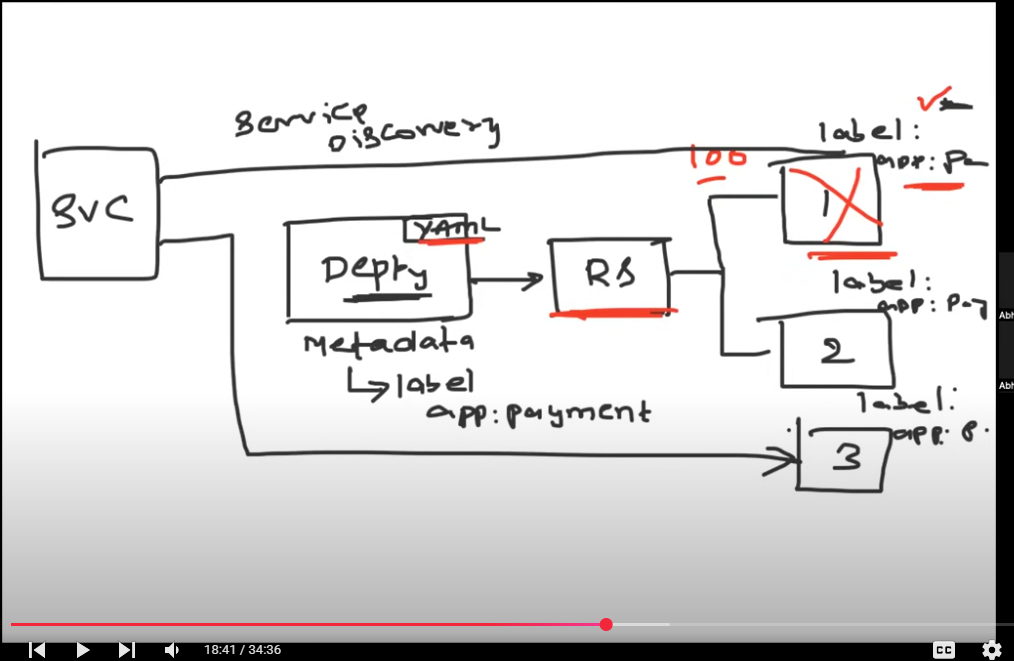 Service
Discovery
SVC
YAML
Deply
Metadata
label
app: payment
RS
100
label:
app: Pa
1
label:
app: Pay
2
label:
app: P.
3
Abh
Abh
18:41 / 34:36
CC